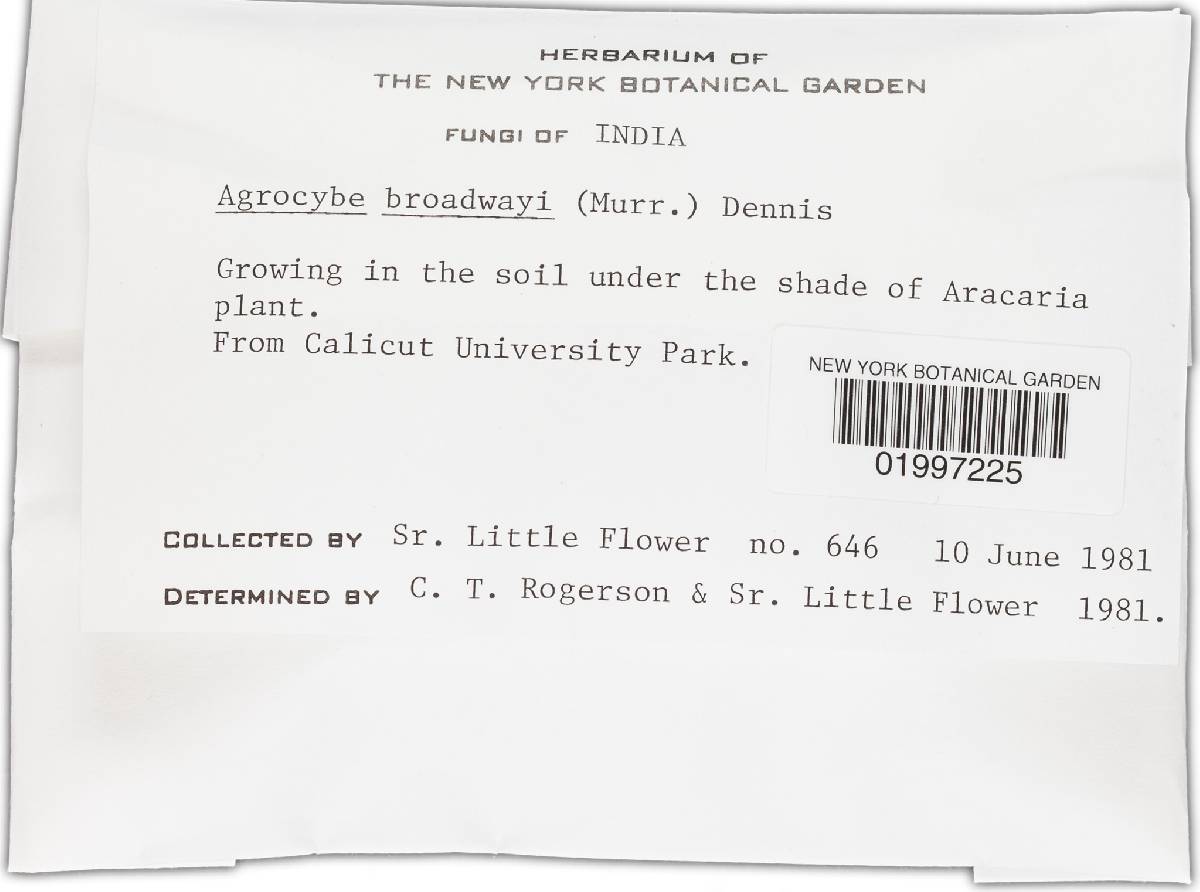 HERBARIUM OF
THE NEW YORK BOTANICAL GARDEN
FUNGI OF INDIA
Agrocybe broadwayi (Murr.) Dennis
Growing in the soil under the shade of Aracaria
plant.
From Calicut University Park.
NEW YORK BOTANICAL GARDEN
01997225
COLLECTED BY Sr. Little Flower no. 646 10 June 1981
DETERMINED BY C. T. Rogerson & Sr. Little Flower 1981.